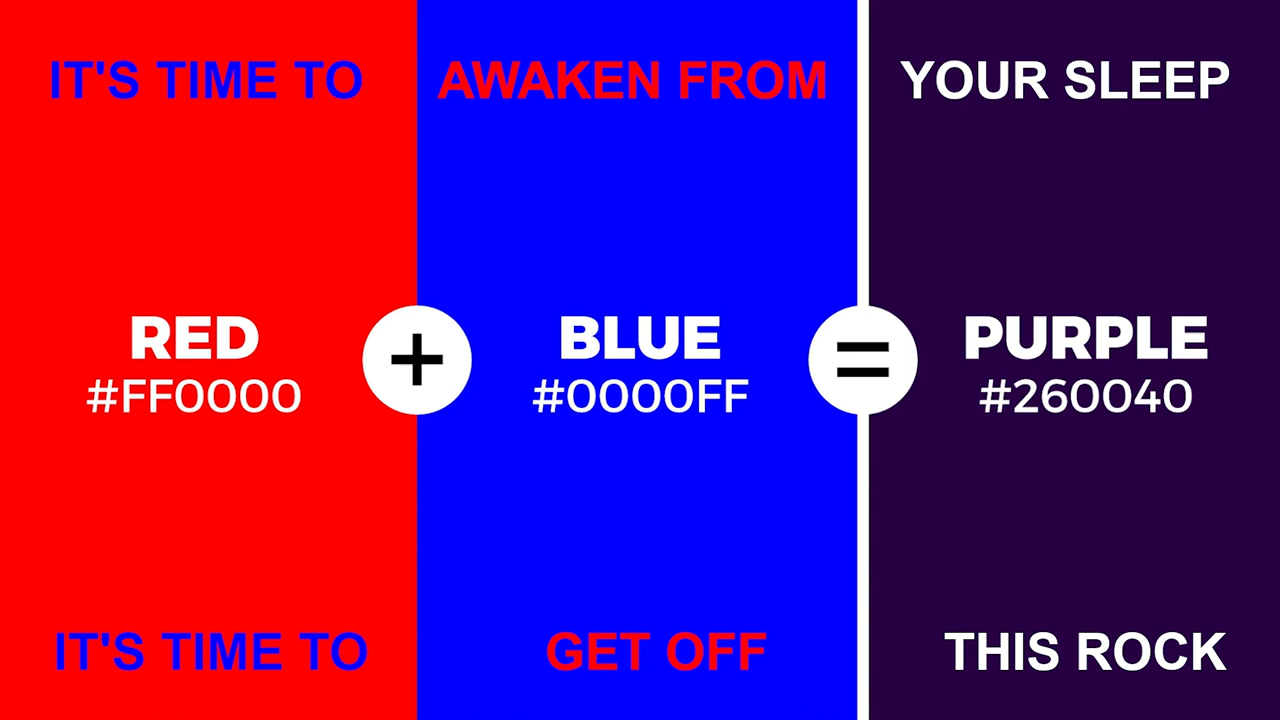 IT'S TIME TO AWAKEN FROM YOUR SLEEP
RED + BLUE = PURPLE
#FF0000 #0000FF #260040
IT'S TIME TO GET OFF THIS ROCK